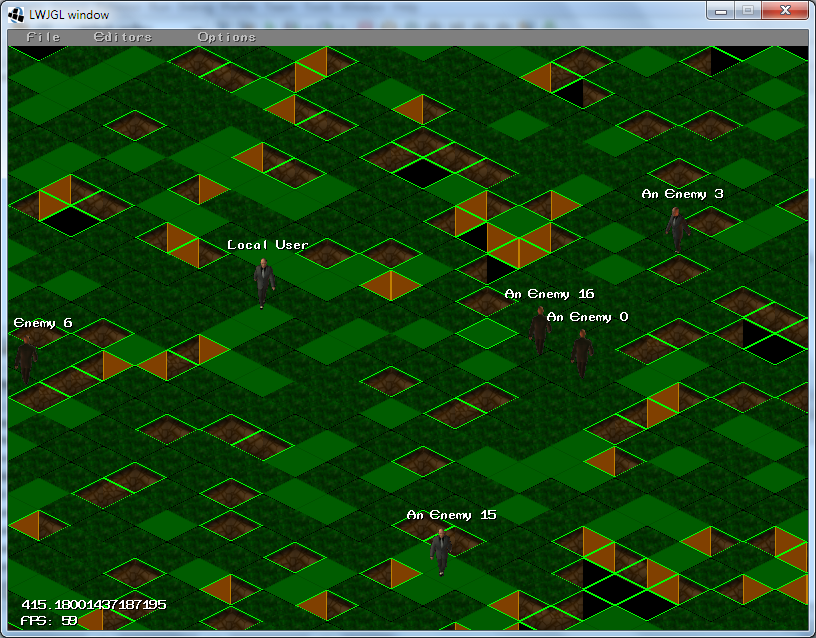 LWJGL window
File Editors Options
An Enemy 3
Local User
An Enemy 16
An Enemy 0
Enemy 6
An Enemy 15
415.18001437187195
FPS: 59